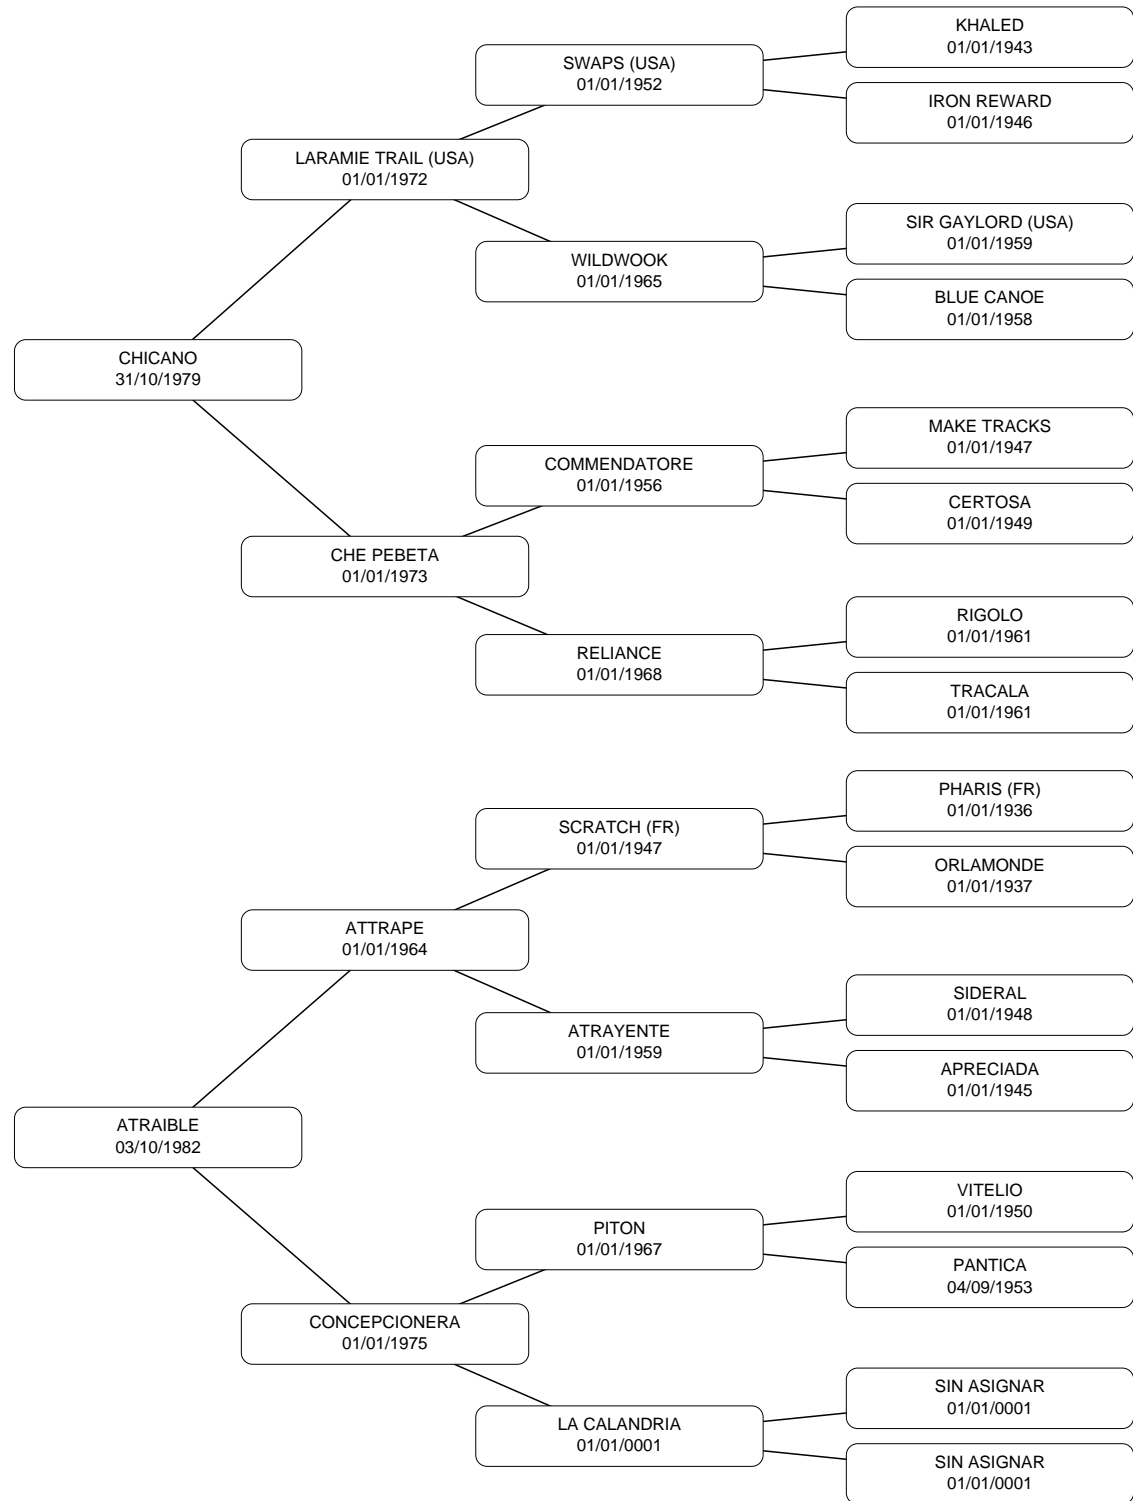 KHALED
01/01/1943
SWAPS (USA)
01/01/1952
IRON REWARD
01/01/1946
LARAMIE TRAIL (USA)
01/01/1972
SIR GAYLORD (USA)
01/01/1959
WILDWOOK
01/01/1965
BLUE CANOE
01/01/1958
CHICANO
31/10/1979
MAKE TRACKS
01/01/1947
COMMENDATORE
01/01/1956
CERTOSA
01/01/1949
CHE PEBETA
01/01/1973
RIGOLO
01/01/1961
RELIANCE
01/01/1968
TRACALA
01/01/1961
PHARIS (FR)
01/01/1936
SCRATCH (FR)
01/01/1947
ORLAMONDE
01/01/1937
ATTRAPE
01/01/1964
SIDERAL
01/01/1948
ATRAYENTE
01/01/1959
APRECIADA
01/01/1945
ATRAIBLE
03/10/1982
VITELIO
01/01/1950
PITON
01/01/1967
PANTICA
04/09/1953
CONCEPCIONERA
01/01/1975
SIN ASIGNAR
01/01/0001
LA CALANDRIA
01/01/0001
SIN ASIGNAR
01/01/0001